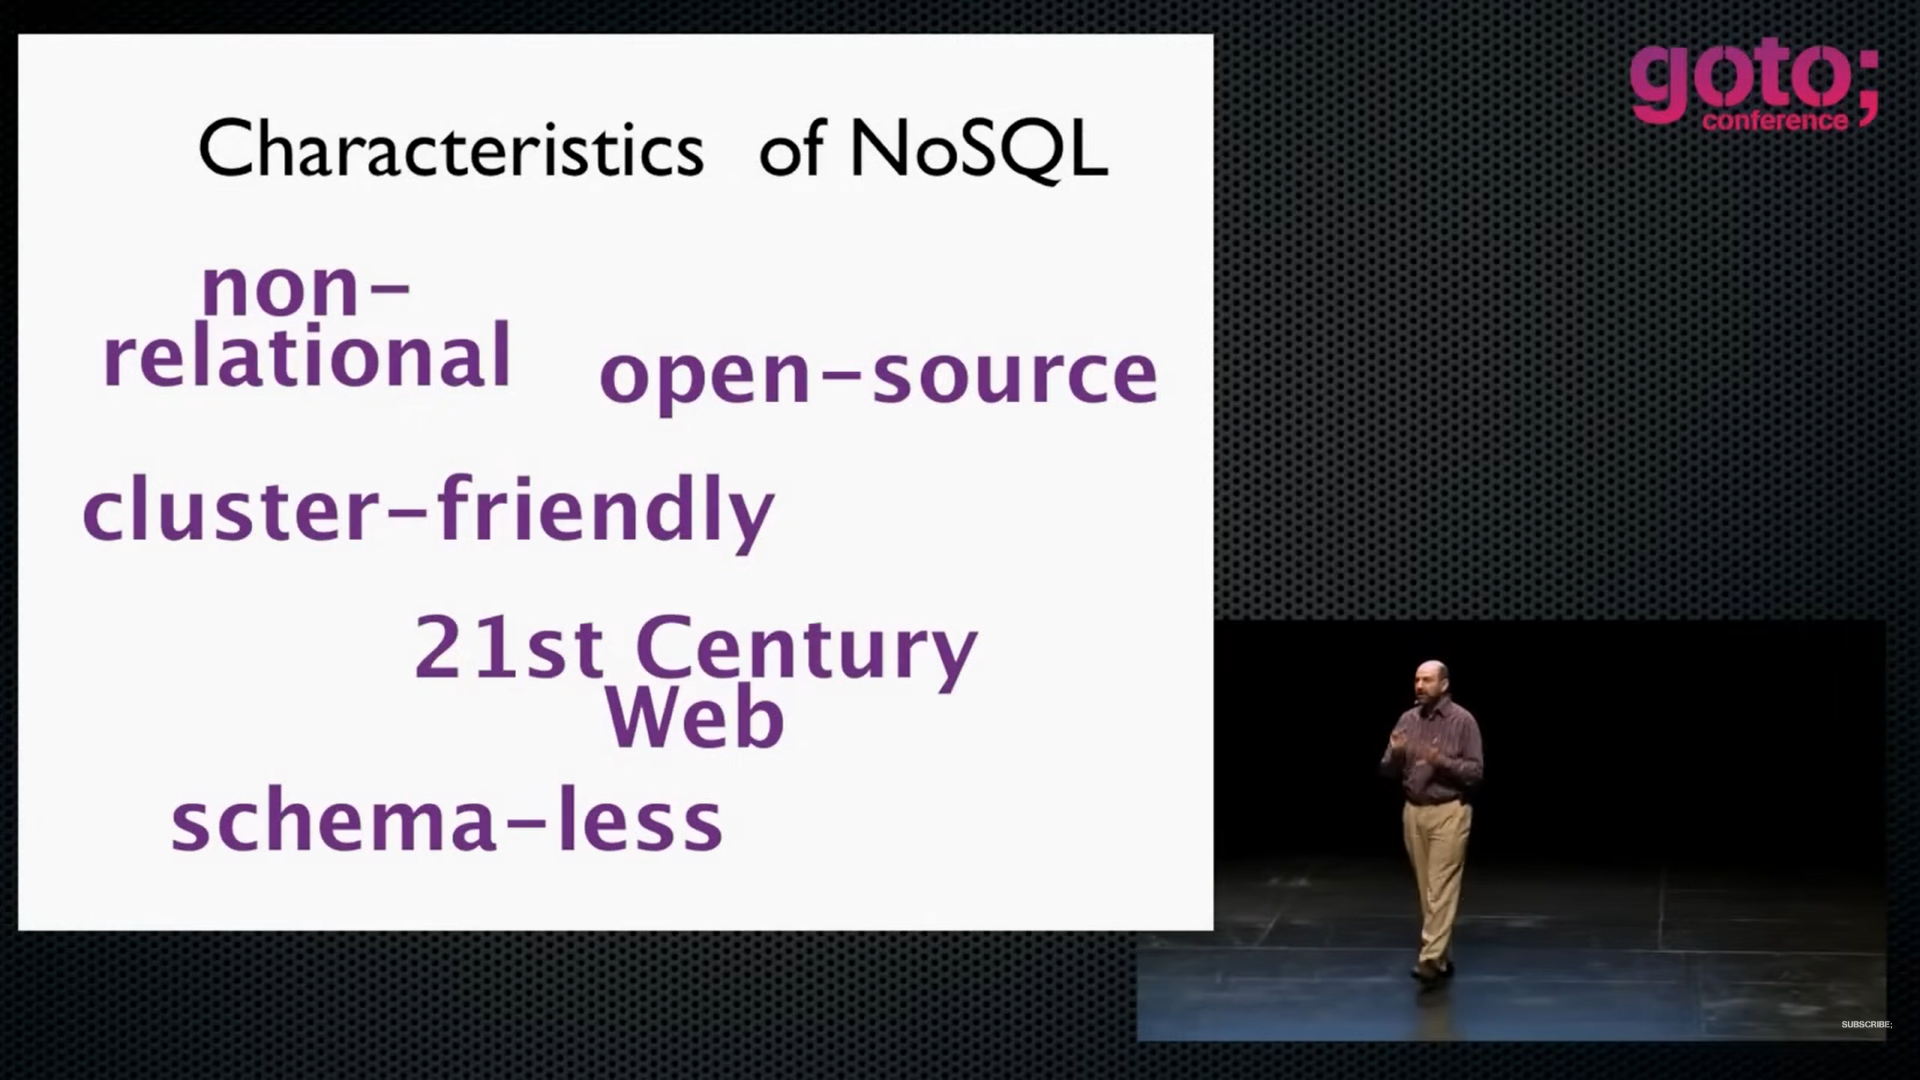 Characteristics of NoSQL
non-
relational
open-source
cluster-friendly
21st Century
Web
schema-less
goto;
conference
SUBSCRIBE;